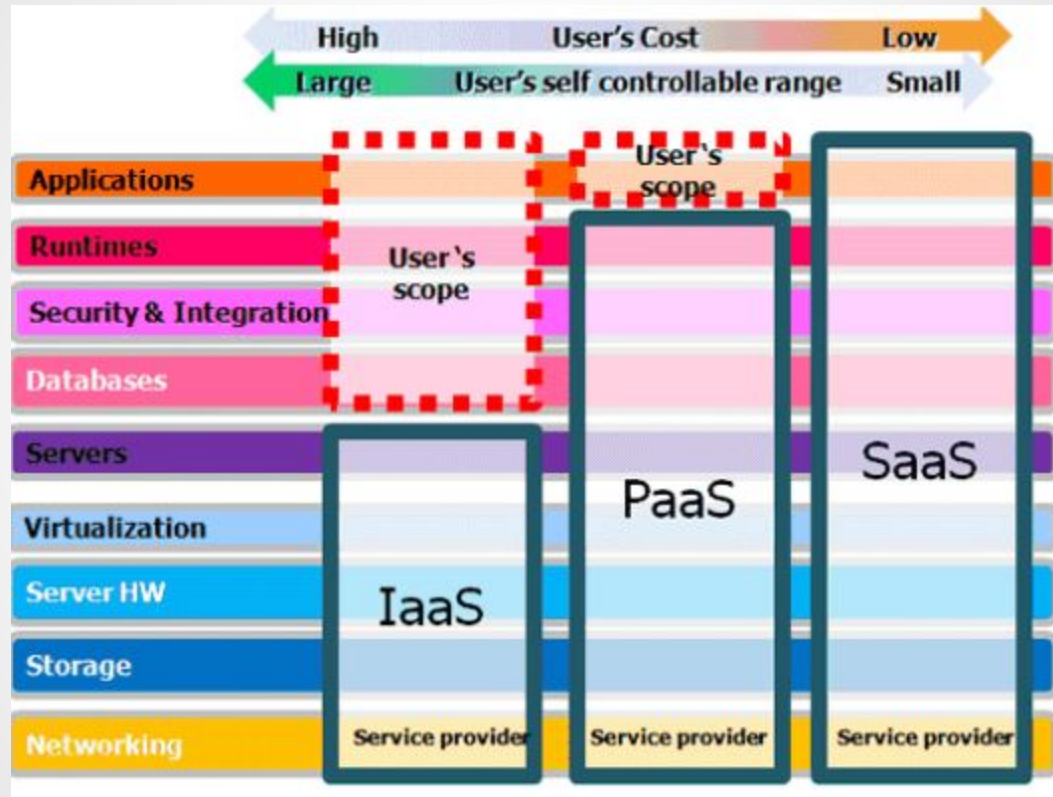 High User's Cost Low
Large User's self controllable range Small
User's
scope
Applications
Runtimes
User's
scope
Security & Integration
Databases
Servers
SaaS
PaaS
Virtualization
Server HW
IaaS
Storage
Networking
Service provider
Service provider
Service provider